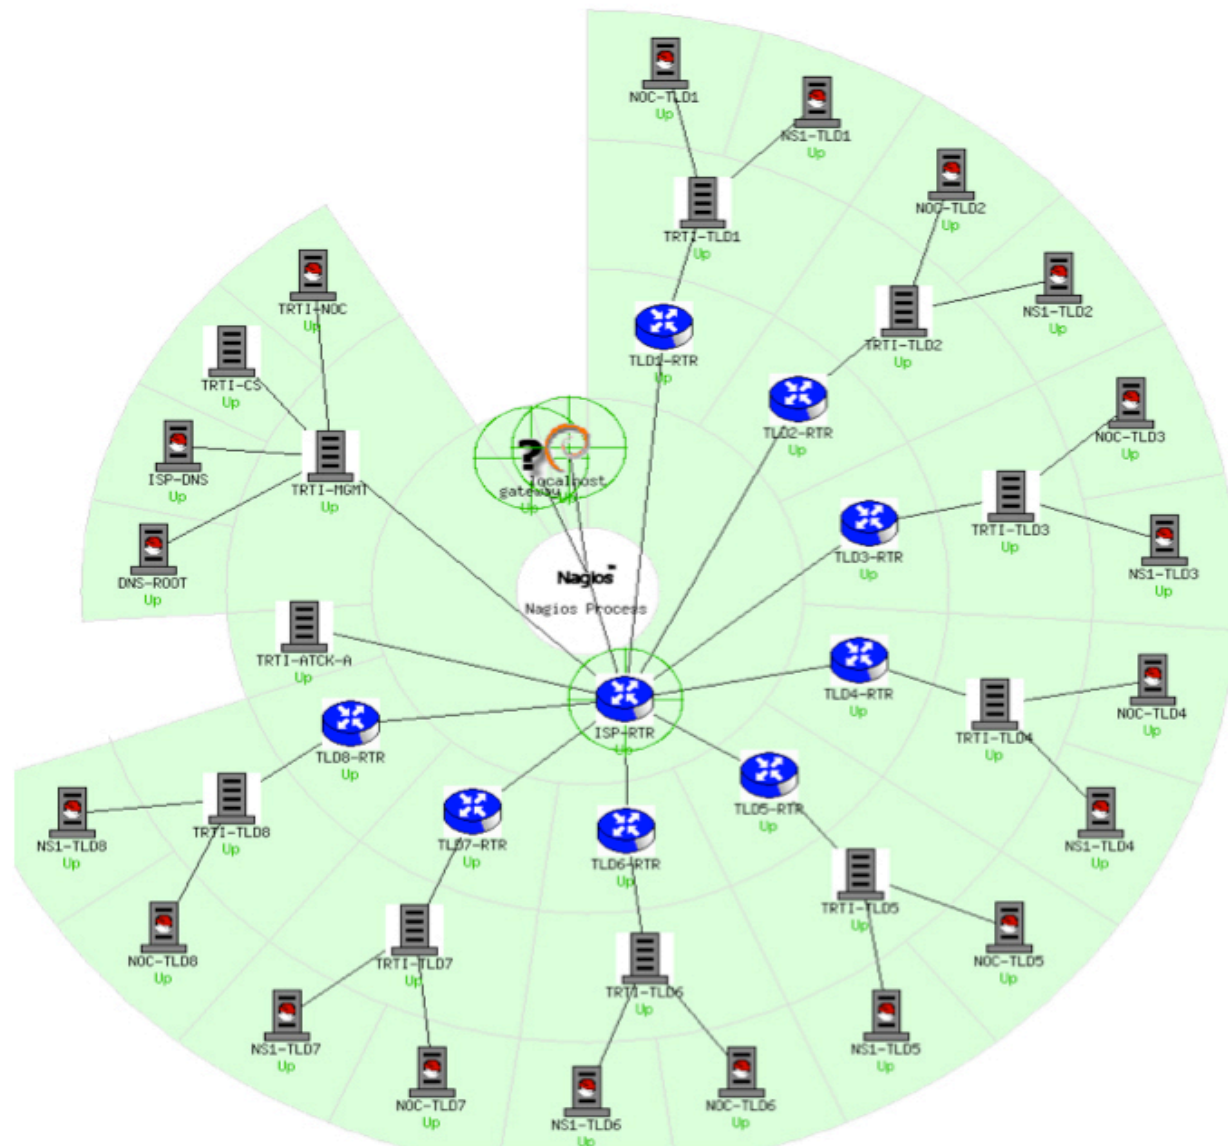 NOC-TLD1
Up
NS1-TLD1
Up
TRTI-TLD1
Up
NOC-TLD2
Up
NS1-TLD2
Up
TRTI-TLD2
Up
TLD1-RTR
Up
TLD2-RTR
Up
TRTI-NOC
Up
TRTI-CS
Up
ISP-DNS
Up
TRTI-MGMT
Up
DNS-ROOT
Up
?
localhost
Up
gateway
Up
NOC-TLD3
Up
TRTI-TLD3
Up
NS1-TLD3
Up
TLD3-RTR
Up
Nagios™
Nagios Process
TRTI-ATCK-A
Up
TLD4-RTR
Up
NOC-TLD4
Up
TRTI-TLD4
Up
NS1-TLD4
Up
ISP-RTR
Up
TLD8-RTR
Up
TLD5-RTR
Up
TLD7-RTR
Up
TLD6-RTR
Up
TRTI-TLD8
Up
NS1-TLD8
Up
NOC-TLD8
Up
TRTI-TLD5
Up
NOC-TLD5
Up
NS1-TLD5
Up
TRTI-TLD7
Up
NS1-TLD7
Up
NOC-TLD7
Up
TRTI-TLD6
Up
NS1-TLD6
Up
NOC-TLD6
Up